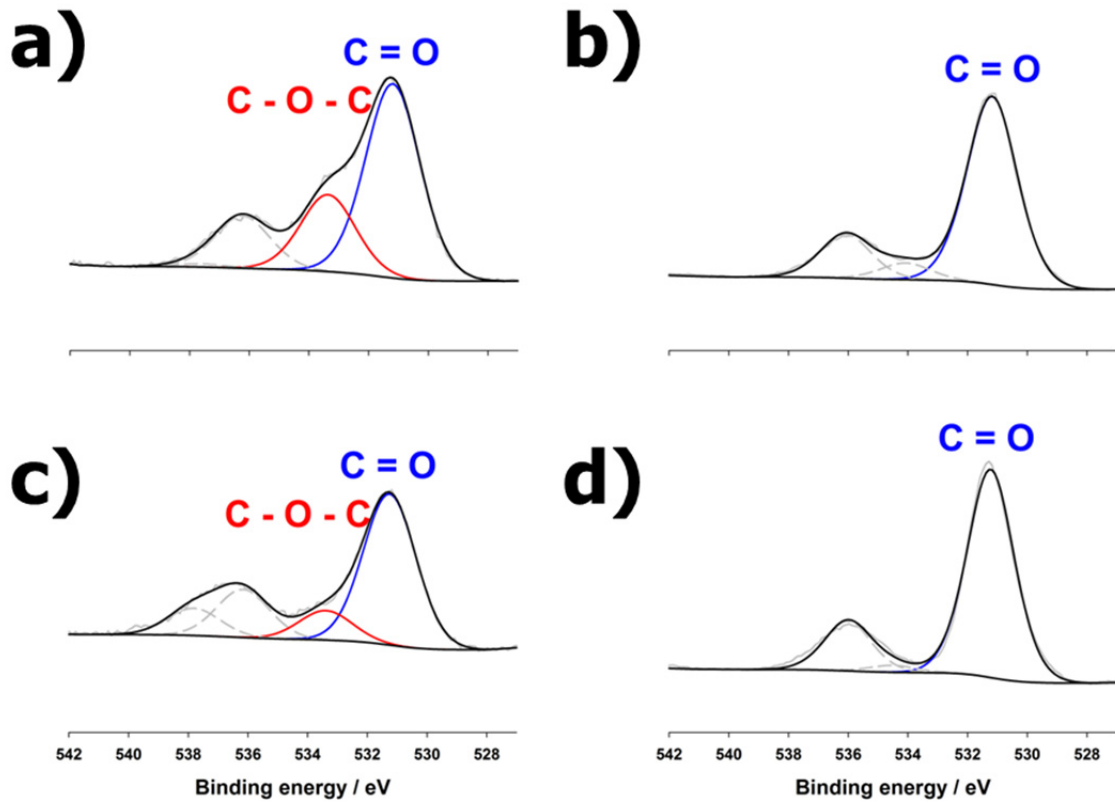 a)
C = O
C - O - C
b)
C = O
c)
C = O
C - O - C
542 540 538 536 534 532 530 528
Binding energy / eV
d)
C = O
542 540 538 536 534 532 530 528
Binding energy / eV